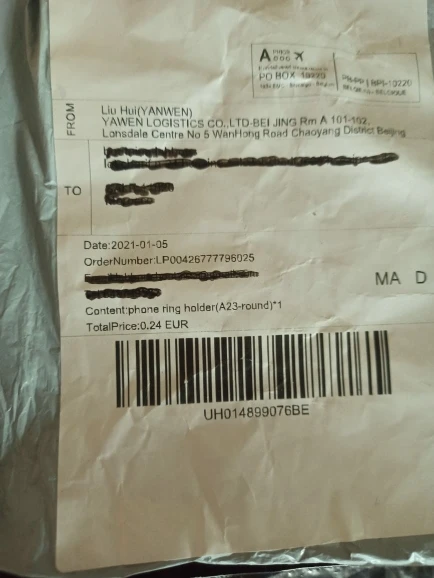 A
PO BOX 10220
FROM
Liu Hui(YANWEN)
YAWEN LOGISTICS CO.,LTD-BEI JING Rm A 101-102,
Lonsdale Centre No 5 WanHong Road Chaoyang District Beijing
TO
Date:2021-01-05
OrderNumber:LP00426777796025
MA D
Content:phone ring holder(A23-round)*1
TotalPrice:0.24 EUR
UH014899076BE